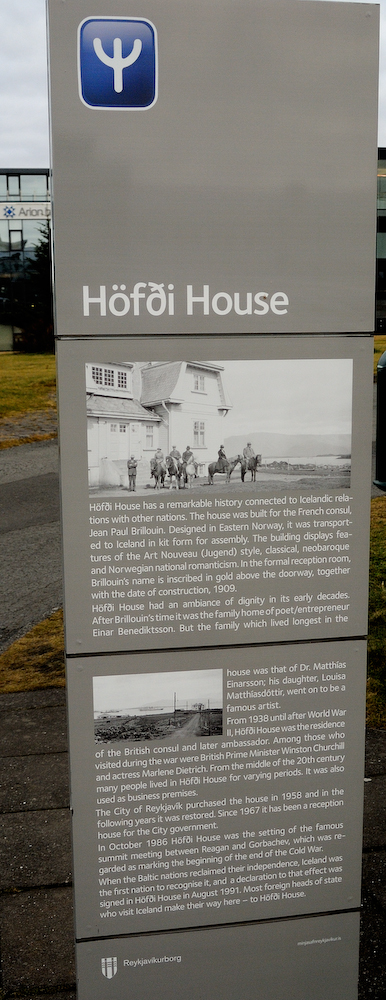 Arion
Höfði House
Höfði House has a remarkable history connected to Icelandic rela-
tions with other nations. The house was built for the French consul,
Jean Paul Brillouin. Designed in Eastern Norway, it was transport-
ed to Iceland in kit form for assembly. The building displays fea-
tures of the Art Nouveau (Jugend) style, classical, neobaroque
and Norwegian national romanticism. In the formal reception room,
Brillouin's name is inscribed in gold above the doorway, together
with the date of construction, 1909.
Höfði House had an ambiance of dignity in its early decades.
After Brillouin's time it was the family home of poet/entrepreneur
Einar Benediktsson. But the family which lived longest in the
house was that of Dr. Matthías
Einarsson; his daughter, Louisa
Matthíasdóttir, went on to be a
famous artist.
From 1938 until after World War
II, Höfði House was the residence
of the British consul and later ambassador. Among those who
visited during the war were British Prime Minister Winston Churchill
and actress Marlene Dietrich. From the middle of the 20th century
many people lived in Höfði House for varying periods. It was also
used as business premises.
The City of Reykjavík purchased the house in 1958 and in the
following years it was restored. Since 1967 it has been a reception
house for the City government.
In October 1986 Höfði House was the setting of the famous
summit meeting between Reagan and Gorbachev, which was re-
garded as marking the beginning of the end of the Cold War.
When the Baltic nations reclaimed their independence, Iceland was
the first nation to recognise it, and a declaration to that effect was
signed in Höfði House in August 1991. Most foreign heads of state
who visit Iceland make their way here – to Höfði House.
Reykjavíkurborg